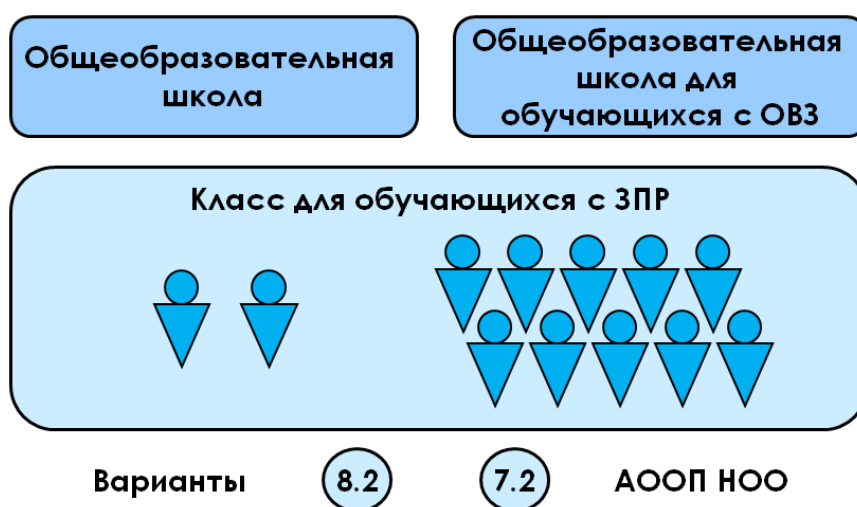 Общеобразовательная
школа
Общеобразовательная
школа для
обучающихся с ОВЗ
Класс для обучающихся с ЗПР
Варианты 8.2 7.2 АООП НОО